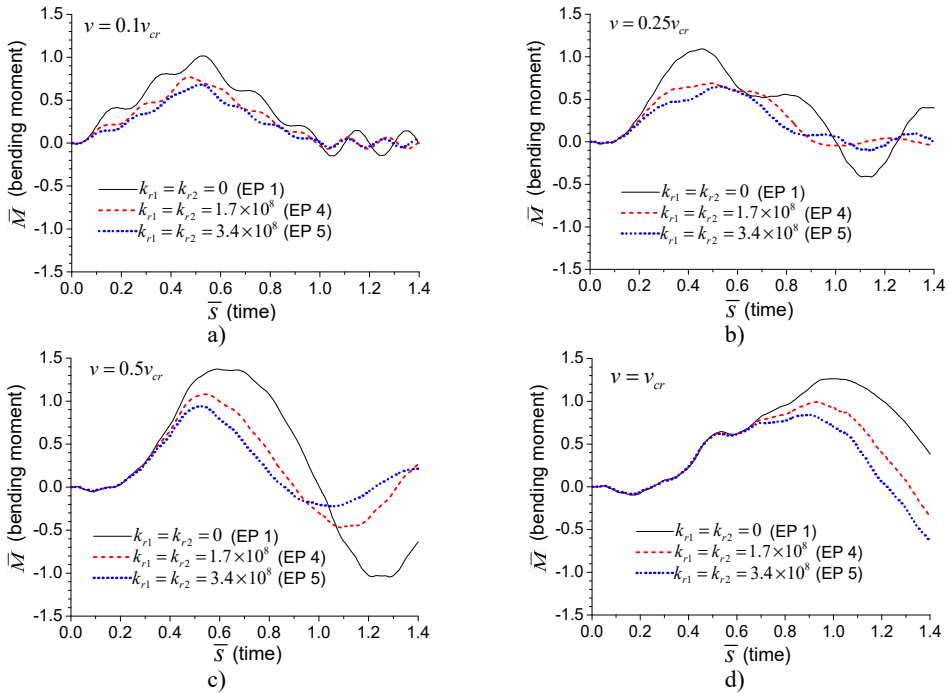 v = 0.1v_cr
M̄ (bending moment)
1.5
1.0
0.5
0.0
-0.5
-1.0
-1.5
k_r1 = k_r2 = 0 (EP 1)
k_r1 = k_r2 = 1.7×10^8 (EP 4)
k_r1 = k_r2 = 3.4×10^8 (EP 5)
0.0 0.2 0.4 0.6 0.8 1.0 1.2 1.4
s̄ (time)
a)
v = 0.25v_cr
M̄ (bending moment)
1.5
1.0
0.5
0.0
-0.5
-1.0
-1.5
k_r1 = k_r2 = 0 (EP 1)
k_r1 = k_r2 = 1.7×10^8 (EP 4)
k_r1 = k_r2 = 3.4×10^8 (EP 5)
0.0 0.2 0.4 0.6 0.8 1.0 1.2 1.4
s̄ (time)
b)
v = 0.5v_cr
M̄ (bending moment)
1.5
1.0
0.5
0.0
-0.5
-1.0
-1.5
k_r1 = k_r2 = 0 (EP 1)
k_r1 = k_r2 = 1.7×10^8 (EP 4)
k_r1 = k_r2 = 3.4×10^8 (EP 5)
0.0 0.2 0.4 0.6 0.8 1.0 1.2 1.4
s̄ (time)
c)
v = v_cr
M̄ (bending moment)
1.5
1.0
0.5
0.0
-0.5
-1.0
-1.5
k_r1 = k_r2 = 0 (EP 1)
k_r1 = k_r2 = 1.7×10^8 (EP 4)
k_r1 = k_r2 = 3.4×10^8 (EP 5)
0.0 0.2 0.4 0.6 0.8 1.0 1.2 1.4
s̄ (time)
d)